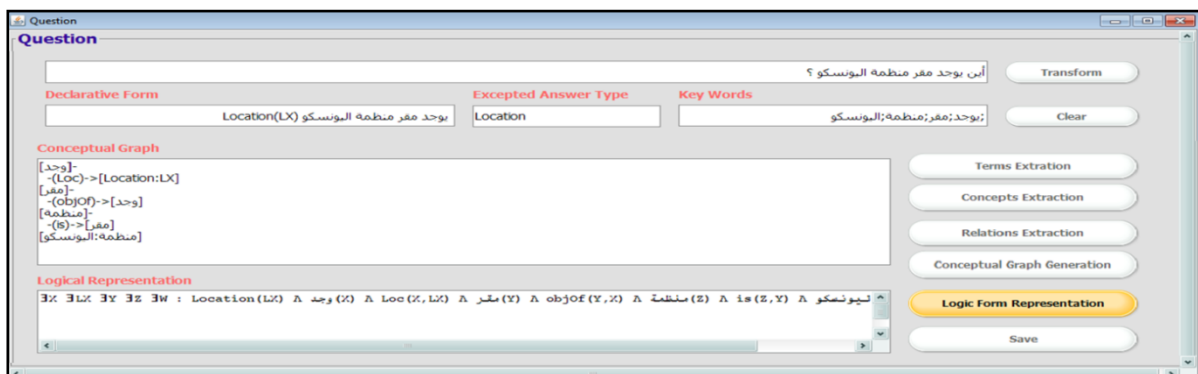 Question
Question
أين يوجد مقر منظمة اليونسكو ؟
Transform
Declarative Form
Excepted Answer Type
Key Words
يوجد مقر منظمة اليونسكو Location(LX)
Location
;يوجد;مقر;منظمة;اليونسكو
Clear
Conceptual Graph
[وجد]-
-(Loc)->[Location:LX]
[مقر]-
-(objOf)->[وجد]
[منظمة]-
-(is)<-[مقر]
[منظمة:اليونسكو]
Terms Extration
Concepts Extraction
Relations Extraction
Conceptual Graph Generation
Logical Representation
∃X ∃LX ∃Y ∃Z ∃W : Location(LX) Λ وجد(X) Λ Loc(X,LX) Λ مقر(Y) Λ objOf(Y,X) Λ منظمة(Z) Λ is(Z,Y) Λ ليونسكو
Logic Form Representation
Save